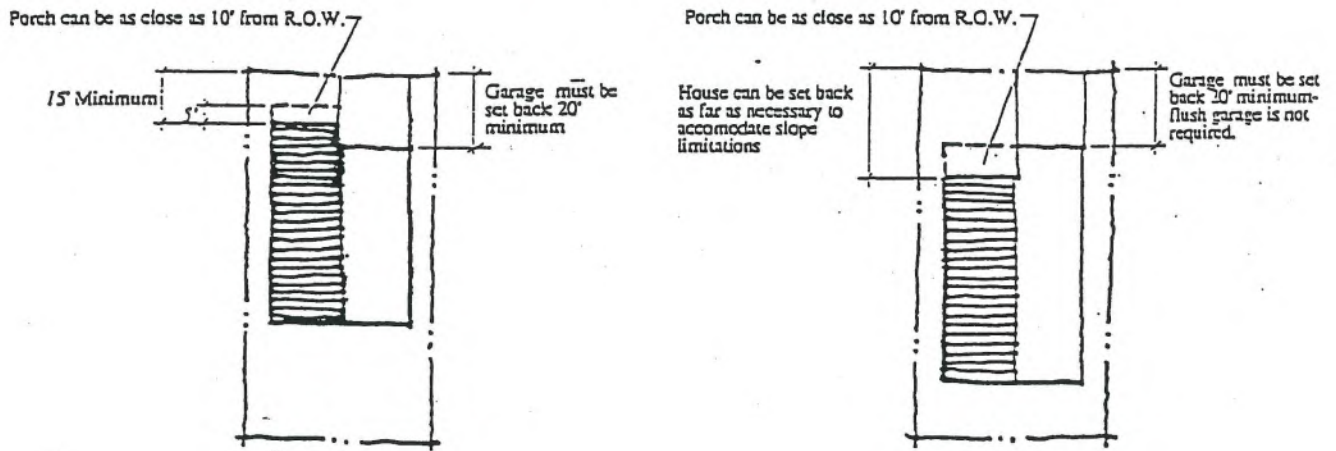 Porch can be as close as 10' from R.O.W.
15' Minimum
5'
Garage must be
set back 20'
minimum
Porch can be as close as 10' from R.O.W.
House can be set back
as far as necessary to
accomodate slope
limitations
Garage must be set
back 20' minimum-
flush garage is not
required.